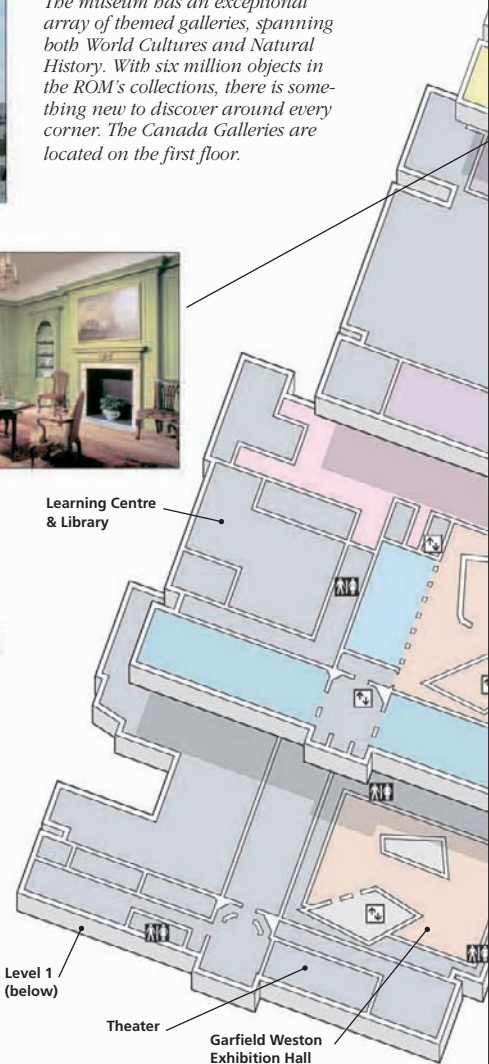 The museum has an exceptional
array of themed galleries, spanning
both World Cultures and Natural
History. With six million objects in
the ROM's collections, there is some-
thing new to discover around every
corner. The Canada Galleries are
located on the first floor.
Learning Centre
& Library
Level 1
(below)
Theater
Garfield Weston
Exhibition Hall